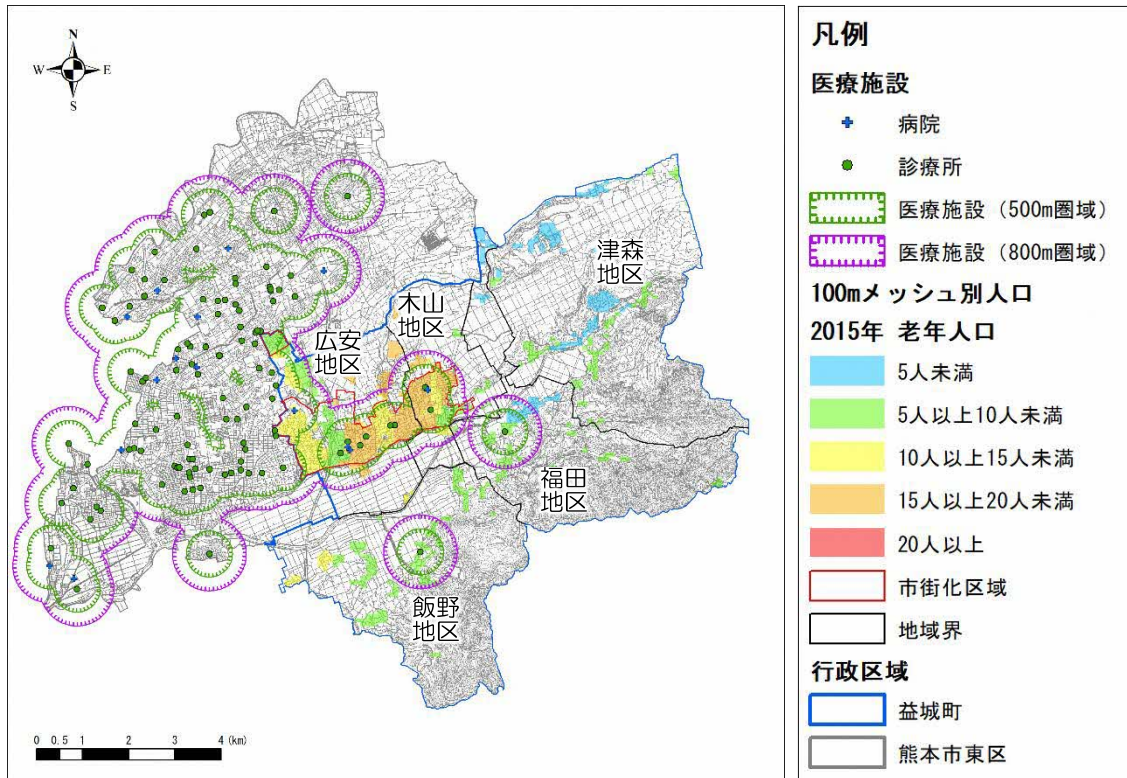 N
W E
S
津森
地区
木山
地区
広安
地区
福田
地区
飯野
地区
0 0.5 1 2 3 4 (km)
凡例
医療施設
病院
診療所
医療施設（500m圏域）
医療施設（800m圏域）
100mメッシュ別人口
2015年 老年人口
5人未満
5人以上10人未満
10人以上15人未満
15人以上20人未満
20人以上
市街化区域
地域界
行政区域
益城町
熊本市東区